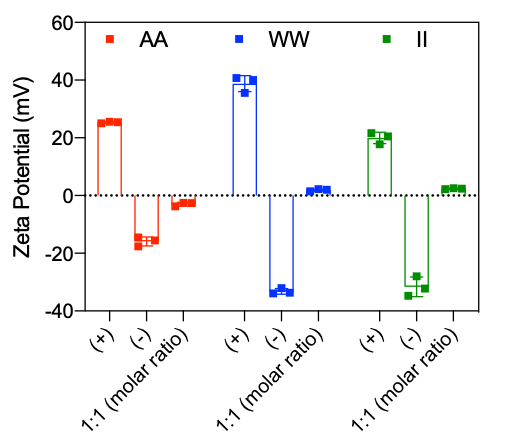 Zeta Potential (mV)
60
40
20
0
-20
-40
AA
WW
II
(+)
(-)
1:1 (molar ratio)
(+)
(-)
1:1 (molar ratio)
(+)
(-)
1:1 (molar ratio)